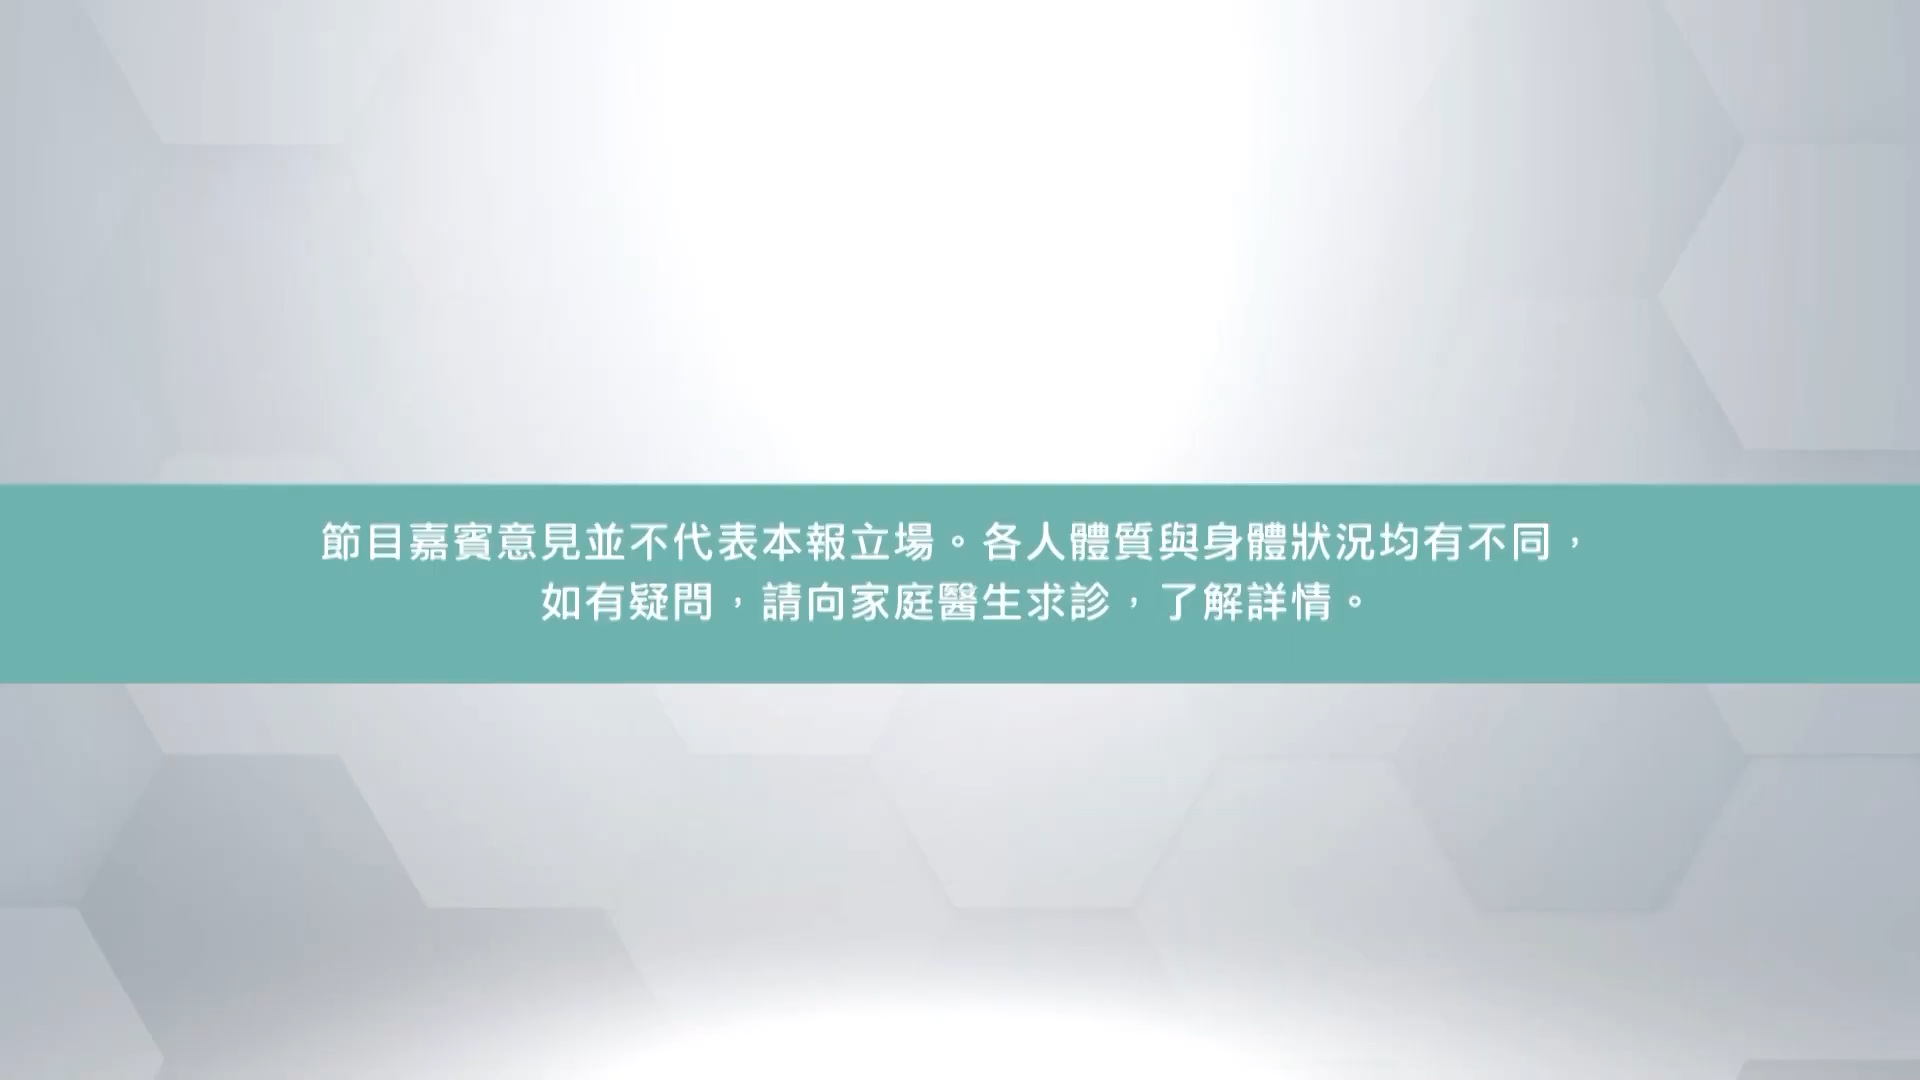 節目嘉賓意見並不代表本報立場。各人體質與身體狀況均有不同，
如有疑問，請向家庭醫生求診，了解詳情。